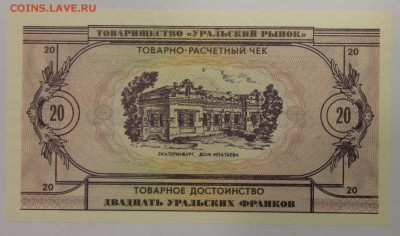 COINS.LAVE.RU
ТОВАРИЩЕСТВО «УРАЛЬСКИЙ РЫНОК»
ТОВАРНО-РАСЧЕТНЫЙ ЧЕК
20 20
20 20
ЕКАТЕРИНБУРГ, ДОМ ИПАТЬЕВА
20 20
ТОВАРНОЕ ДОСТОИНСТВО
ДВАДЦАТЬ УРАЛЬСКИХ ФРАНКОВ